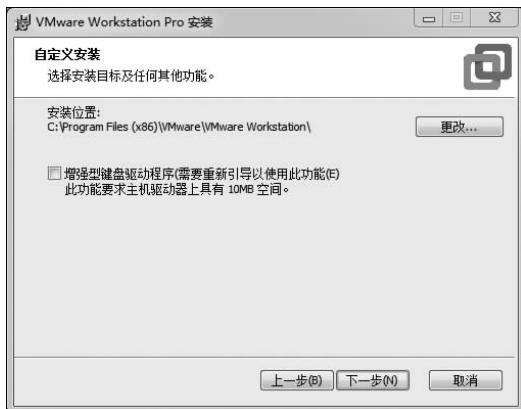 VMware Workstation Pro 安装
自定义安装
选择安装目标及任何其他功能。
安装位置:
C:\Program Files (x86)\VMware\VMware Workstation\
更改...
增强型键盘驱动程序(需要重新引导以使用此功能(E)
此功能要求主机驱动器上具有 10MB 空间。
上一步(B) 下一步(N) 取消